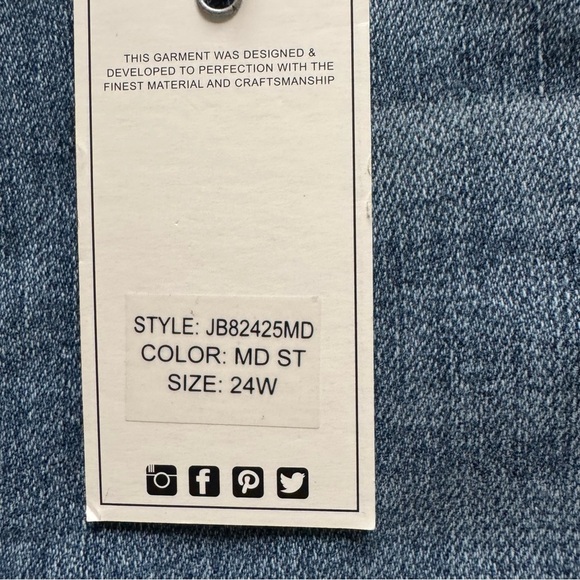 THIS GARMENT WAS DESIGNED &
DEVELOPED TO PERFECTION WITH THE
FINEST MATERIAL AND CRAFTSMANSHIP
STYLE: JB82425MD
COLOR: MD ST
SIZE: 24W